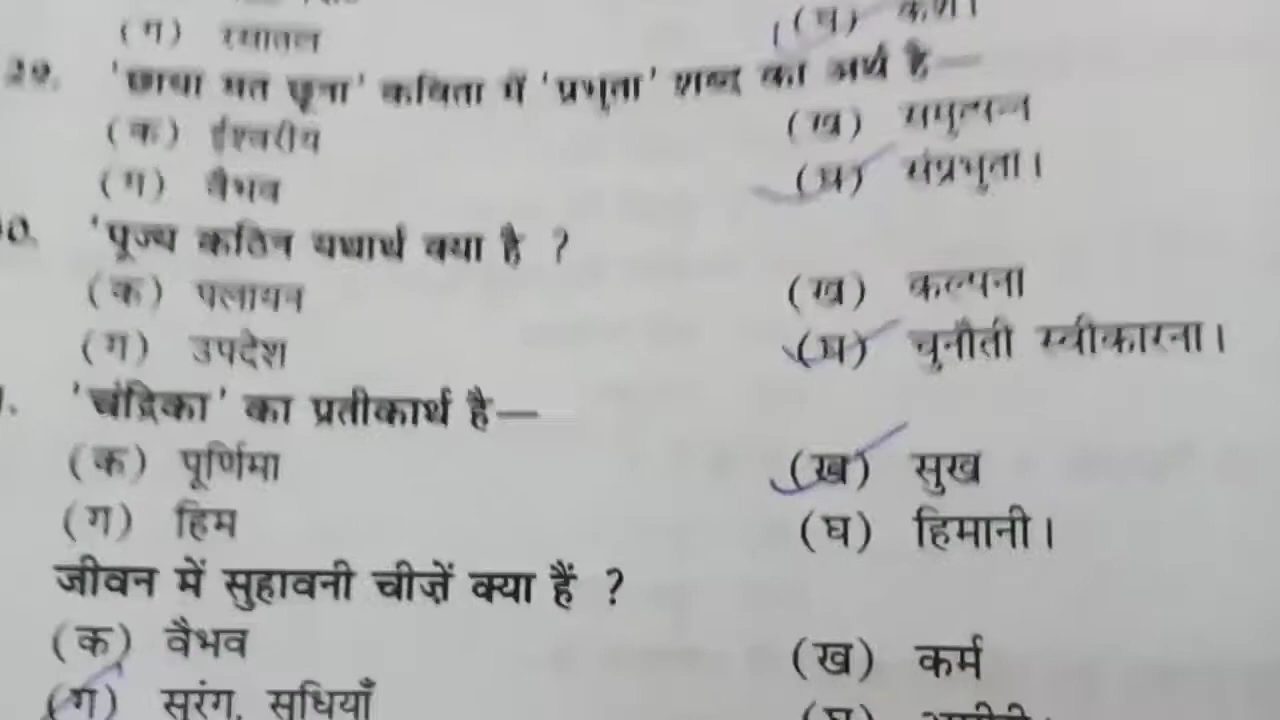 (ग) रसातल
(घ) कृश।
29. 'छाया मत छूना' कविता में 'प्रभुता' शब्द का अर्थ है—
(क) ईश्वरीय (ख) समुत्पन्न
(ग) वैभव (घ) संप्रभुता।
0. 'पूज्य कठिन यथार्थ क्या है ?
(क) पलायन (ख) कल्पना
(ग) उपदेश (घ) चुनौती स्वीकारना।
'चंद्रिका' का प्रतीकार्थ है—
(क) पूर्णिमा (ख) सुख
(ग) हिम (घ) हिमानी।
जीवन में सुहावनी चीज़ें क्या हैं ?
(क) वैभव (ख) कर्म
(ग) सुरंग, सुधियाँ